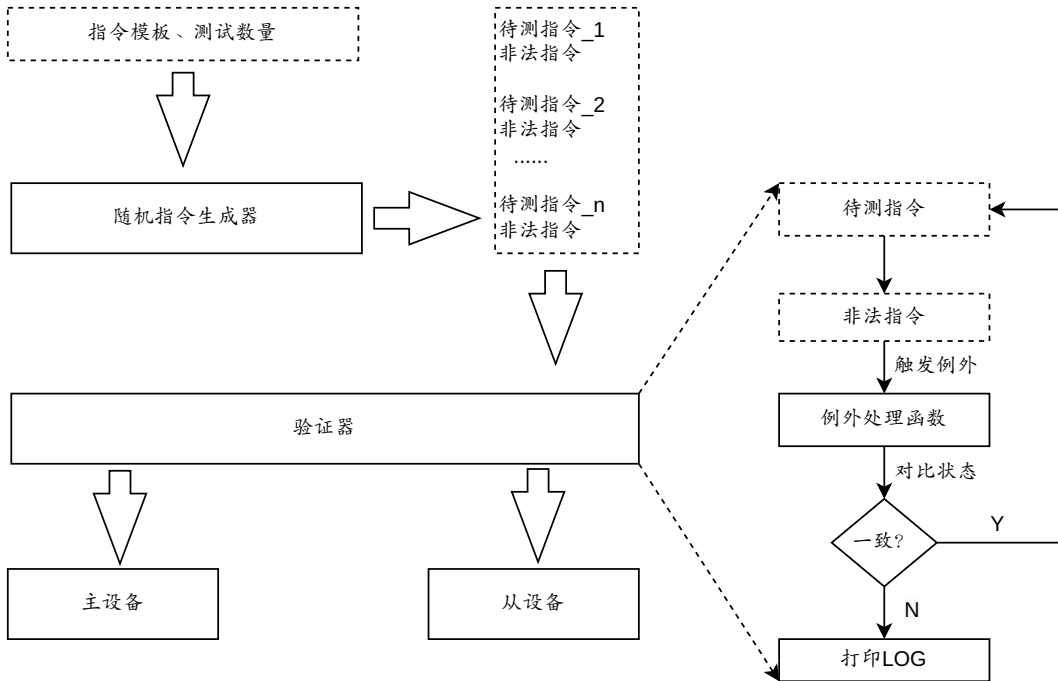 指令模板、测试数量
待测指令_1
非法指令
待测指令_2
非法指令
......
待测指令_n
非法指令
随机指令生成器
验证器
主设备
从设备
待测指令
非法指令
触发例外
例外处理函数
对比状态
一致?
Y
N
打印LOG